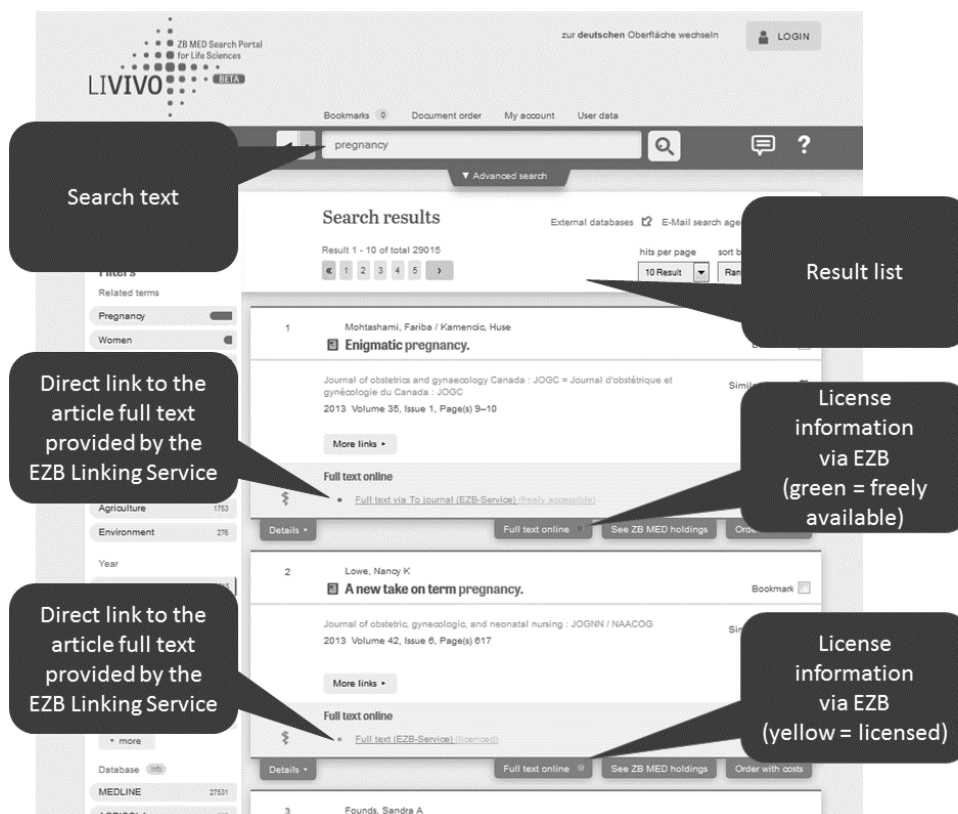 ZB MED Search Portal
for Life Sciences
LIVIVO
BETA
zur deutschen Oberfläche wechseln
LOGIN
Bookmarks 0 Document order My account User data
pregnancy
?
▼ Advanced search
Search text
Search results
External databases E-Mail search
Result 1 - 10 of total 29015
« 1 2 3 4 5 ›
hits per page
sort
10 Result
Result list
Filters
Related terms
Pregnancy
Women
1
Mohtashami, Fariba / Kamencic, Huse
Enigmatic pregnancy.
Journal of obstetrics and gynaecology Canada : JOGC = Journal d'obstétrique et
gynécologie du Canada : JOGC
2013 Volume 35, Issue 1, Page(s) 9–10
More links ▸
Full text online
Full text via To journal (EZB-Service) (freely accessible)
Direct link to the
article full text
provided by the
EZB Linking Service
License
information
via EZB
(green = freely
available)
Agriculture 1753
Environment 276
Year
Details ▾
Full text online
See ZB MED holdings
2
Lowe, Nancy K
A new take on term pregnancy.
Bookmark
Journal of obstetric, gynecologic, and neonatal nursing : JOGNN / NAACOG
2013 Volume 42, Issue 6, Page(s) 617
More links ▸
Full text online
Full text (EZB-Service) (licenced)
Direct link to the
article full text
provided by the
EZB Linking Service
License
information
via EZB
(yellow = licensed)
▾ more
Database info
MEDLINE 27531
Details ▾
Full text online
See ZB MED holdings
Order with costs
3
Founds, Sandra A